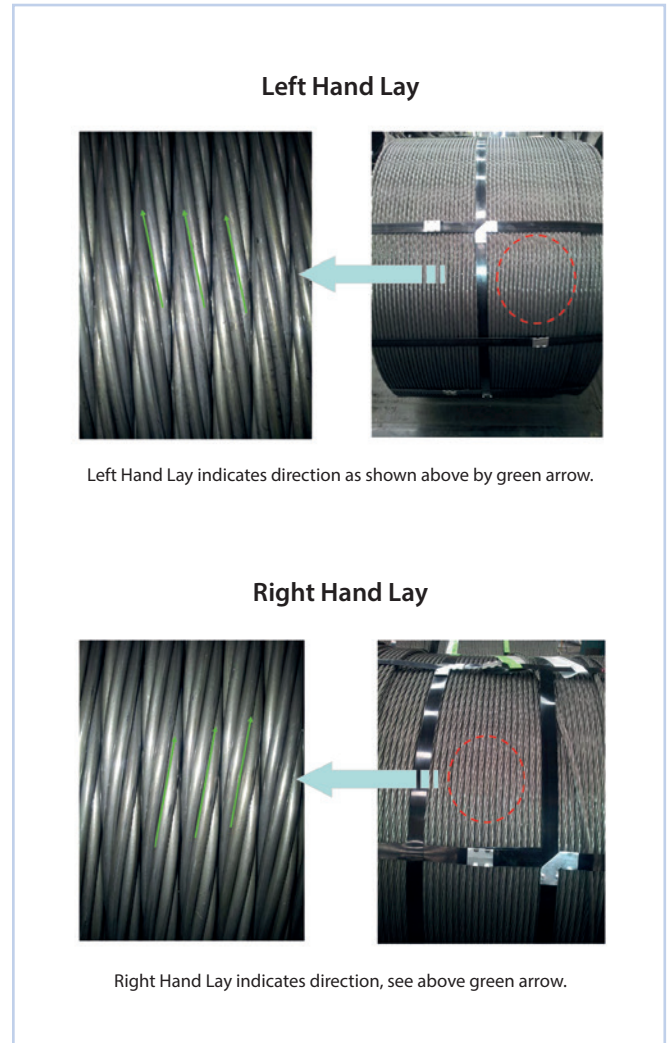 Left Hand Lay
Left Hand Lay indicates direction as shown above by green arrow.
Right Hand Lay
Right Hand Lay indicates direction, see above green arrow.